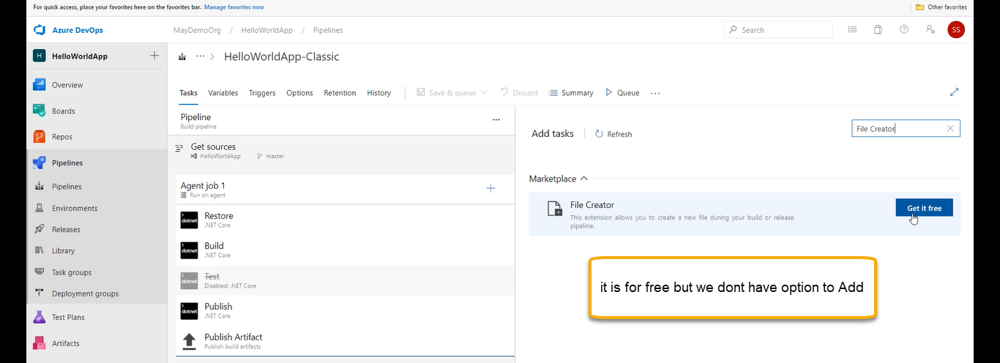 For quick access, place your favorites here on the favorites bar. Manage favorites now
Other favorites
Azure DevOps
MayDemoOrg / HelloWorldApp / Pipelines
Search
SS
H HelloWorldApp
HelloWorldApp-Classic
Overview
Boards
Repos
Pipelines
Pipelines
Environments
Releases
Library
Task groups
Deployment groups
Test Plans
Artifacts
Tasks Variables Triggers Options Retention History Save & queue Discard Summary Queue
Pipeline
Build pipeline
Get sources
HelloWorldApp master
Agent job 1
Run on agent
dotnet Restore
.NET Core
dotnet Build
.NET Core
dotnet Test
Disabled: .NET Core
dotnet Publish
.NET Core
Publish Artifact
Publish build artifacts
Add tasks Refresh
File Creator
Marketplace
File Creator
This extension allows you to create a new file during your build or release
pipeline.
Get it free
it is for free but we dont have option to Add